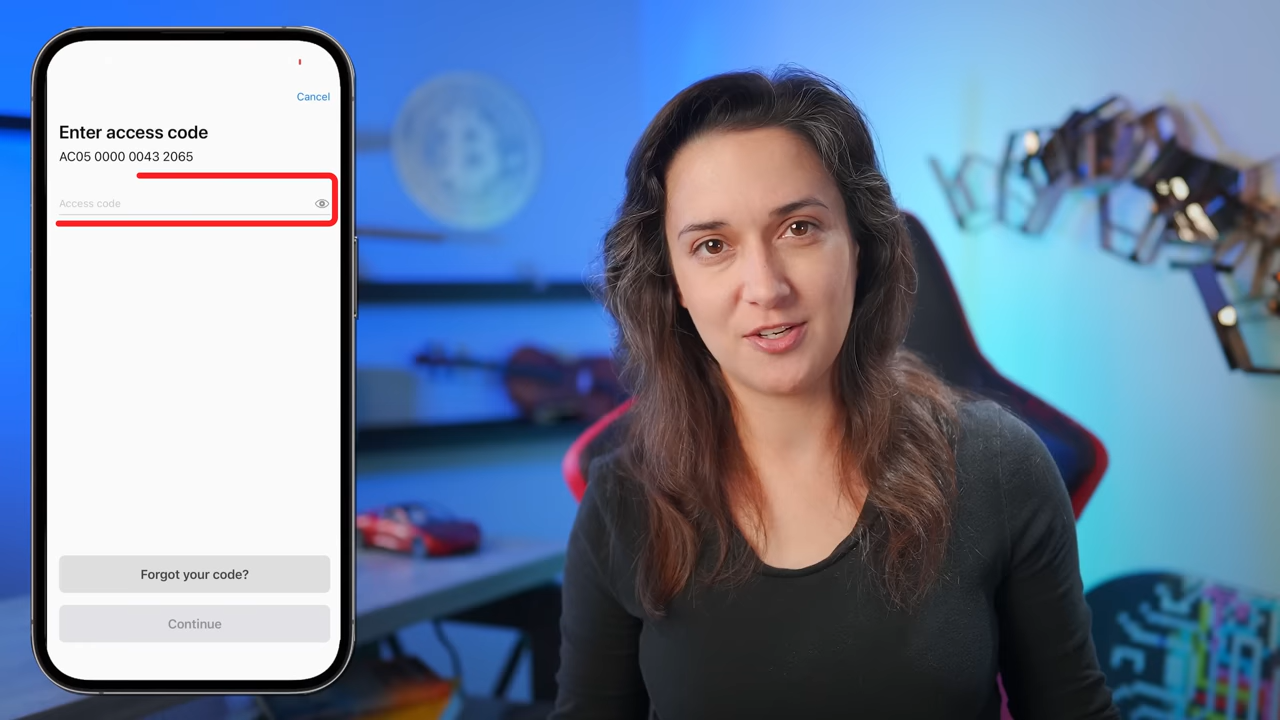 Cancel
Enter access code
AC05 0000 0043 2065
Access code
Forgot your code?
Continue